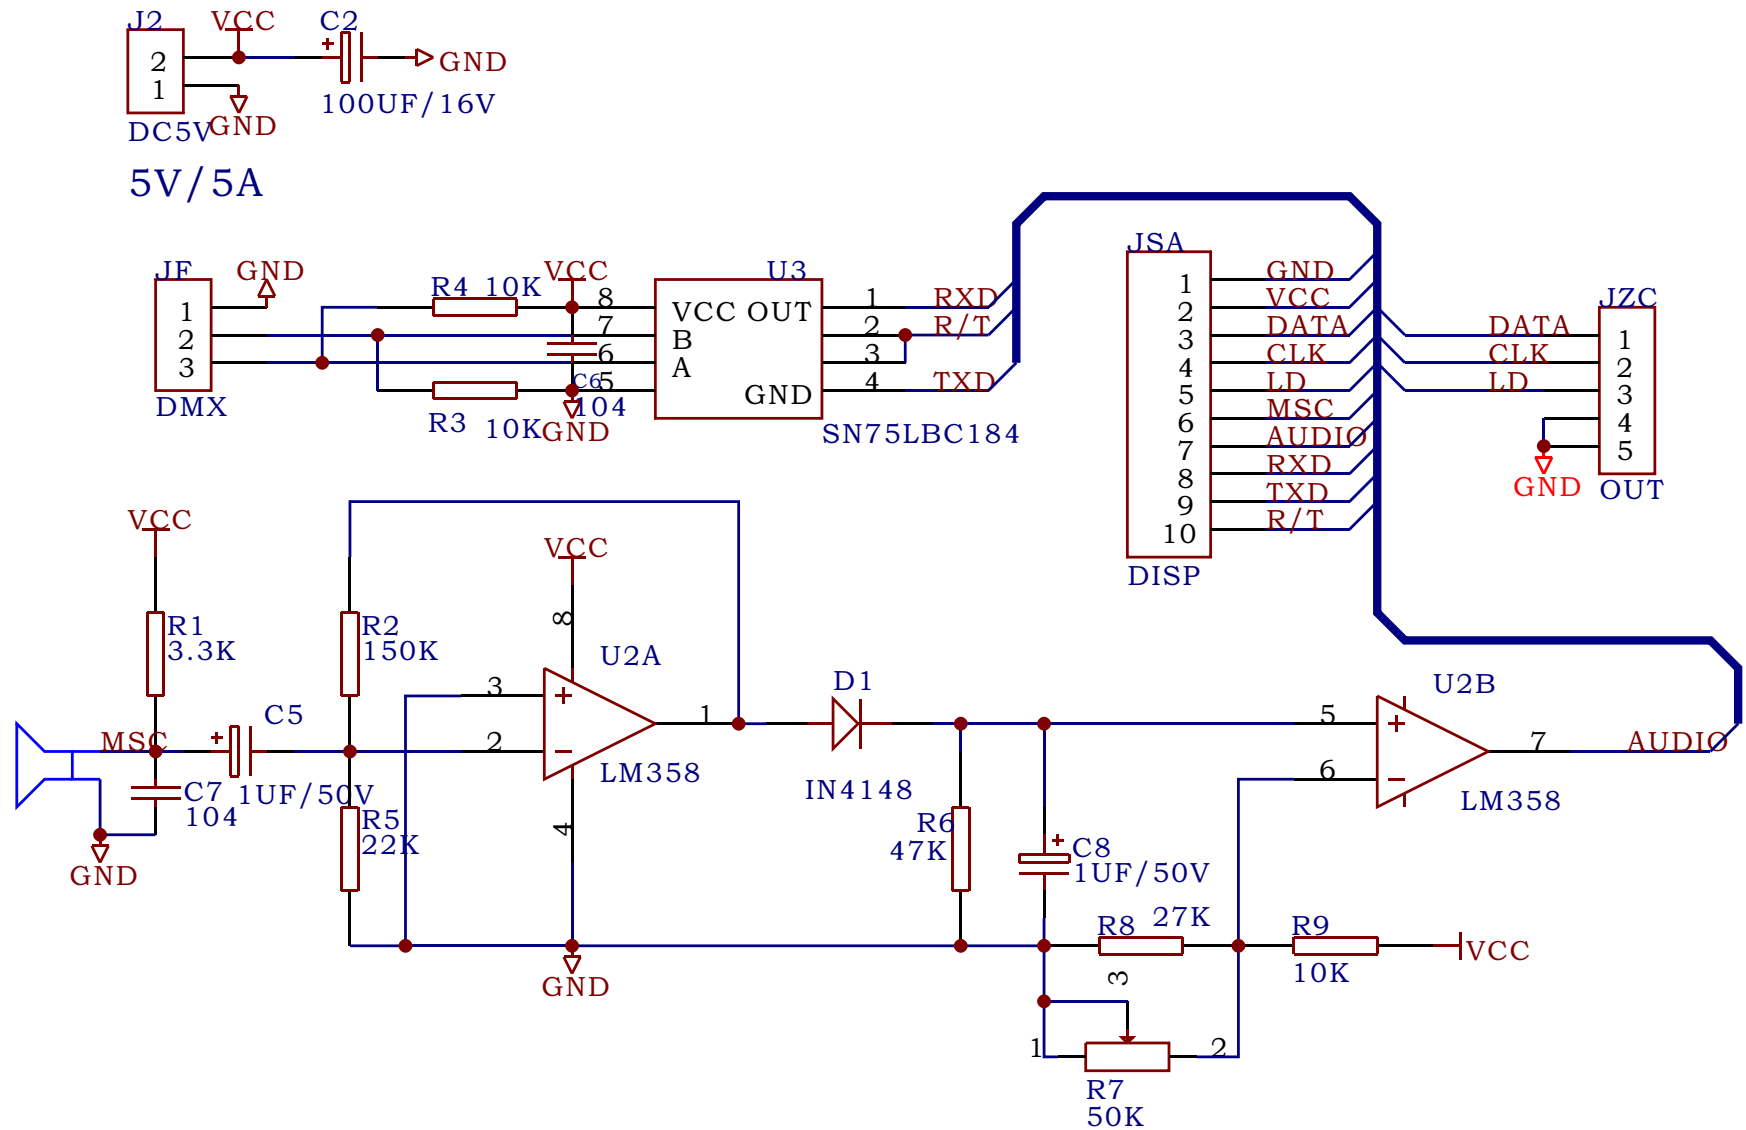 J2
VCC
C2
+
2
1
GND
100UF/16V
DC5V
GND
5V/5A
JF
GND
1
2
3
DMX
R4 10K
VCC
8
7
6
5
C6
104
R3 10K
GND
U3
VCC OUT
B
A
GND
SN75LBC184
1
2
3
4
RXD
R/T
TXD
JSA
1
2
3
4
5
6
7
8
9
10
DISP
GND
VCC
DATA
CLK
LD
MSC
AUDIO
RXD
TXD
R/T
JZC
DATA
CLK
LD
1
2
3
4
5
GND
OUT
VCC
R1
3.3K
MSC
+
C5
1UF/50V
C7
104
GND
R2
150K
R5
22K
VCC
8
U2A
3
+
2
−
1
LM358
4
GND
D1
IN4148
R6
47K
+
C8
1UF/50V
U2B
5
+
6
−
7
AUDIO
LM358
R8 27K
R9
10K
VCC
3
1
2
R7
50K